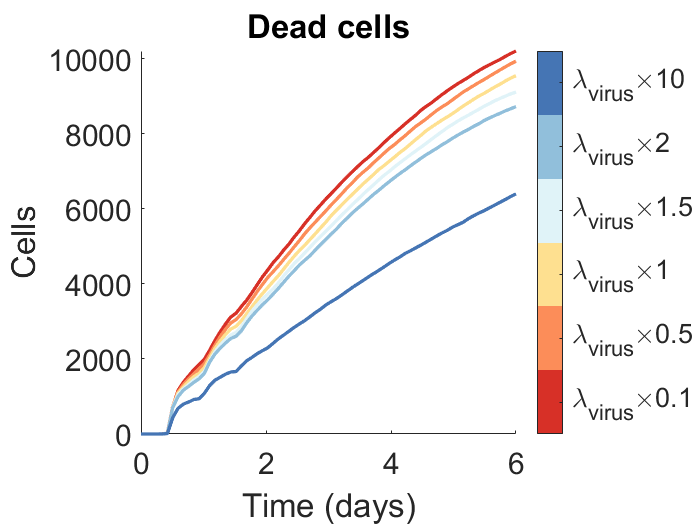 Dead cells
Cells
10000
8000
6000
4000
2000
0
0 2 4 6
Time (days)
λvirus×10
λvirus×2
λvirus×1.5
λvirus×1
λvirus×0.5
λvirus×0.1